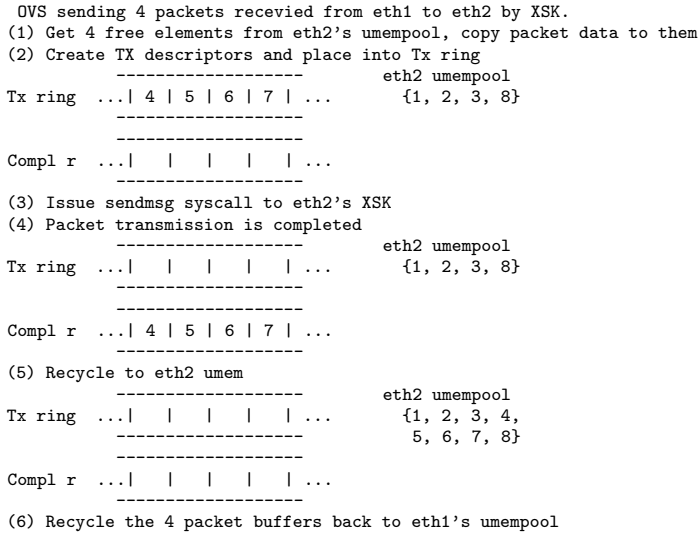 OVS sending 4 packets recevied from eth1 to eth2 by XSK.
(1) Get 4 free elements from eth2's umempool, copy packet data to them
(2) Create TX descriptors and place into Tx ring
-------------------        eth2 umempool
Tx ring  ...| 4 | 5 | 6 | 7 | ...       {1, 2, 3, 8}
-------------------
-------------------
Compl r  ...|   |   |   |   | ...
-------------------
(3) Issue sendmsg syscall to eth2's XSK
(4) Packet transmission is completed
-------------------        eth2 umempool
Tx ring  ...|   |   |   |   | ...       {1, 2, 3, 8}
-------------------
-------------------
Compl r  ...| 4 | 5 | 6 | 7 | ...
-------------------
(5) Recycle to eth2 umem
-------------------        eth2 umempool
Tx ring  ...|   |   |   |   | ...       {1, 2, 3, 4,
-------------------           5, 6, 7, 8}
-------------------
Compl r  ...|   |   |   |   | ...
-------------------
(6) Recycle the 4 packet buffers back to eth1's umempool